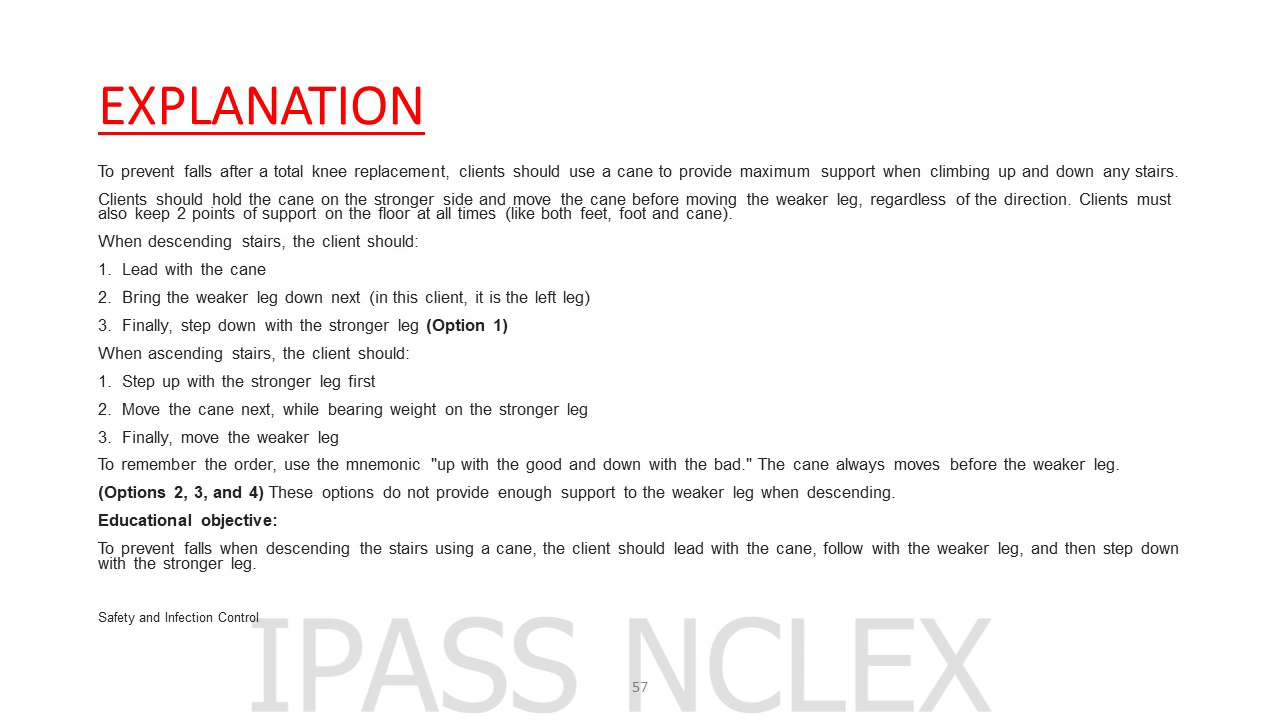 EXPLANATION
To prevent falls after a total knee replacement, clients should use a cane to provide maximum support when climbing up and down any stairs.
Clients should hold the cane on the stronger side and move the cane before moving the weaker leg, regardless of the direction. Clients must
also keep 2 points of support on the floor at all times (like both feet, foot and cane).
When descending stairs, the client should:
1. Lead with the cane
2. Bring the weaker leg down next (in this client, it is the left leg)
3. Finally, step down with the stronger leg (Option 1)
When ascending stairs, the client should:
1. Step up with the stronger leg first
2. Move the cane next, while bearing weight on the stronger leg
3. Finally, move the weaker leg
To remember the order, use the mnemonic "up with the good and down with the bad." The cane always moves before the weaker leg.
(Options 2, 3, and 4) These options do not provide enough support to the weaker leg when descending.
Educational objective:
To prevent falls when descending the stairs using a cane, the client should lead with the cane, follow with the weaker leg, and then step down
with the stronger leg.
Safety and Infection Control
IPASS NCLEX
57